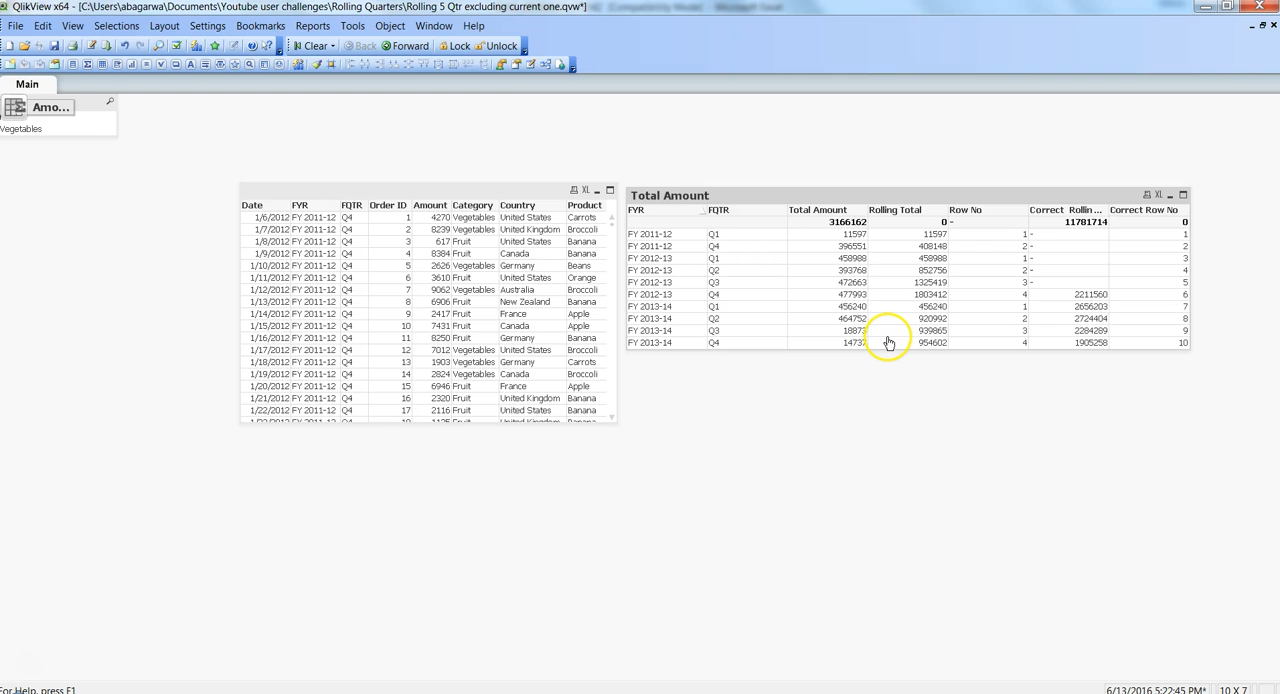 QlikView x64 - [C:\Users\abagarwa\Documents\Youtube user challenges\Rolling Quarters\Rolling 5 Qtr excluding current one.qvw*]
File Edit View Selections Layout Settings Bookmarks Reports Tools Object Window Help
Clear Back Forward Lock Unlock
Main
Amo...
Vegetables
Date FYR FQTR Order ID Amount Category Country Product
1/6/2012 FY 2011-12 Q4 1 4270 Vegetables United States Carrots
1/7/2012 FY 2011-12 Q4 2 8239 Vegetables United Kingdom Broccoli
1/8/2012 FY 2011-12 Q4 3 617 Fruit United States Banana
1/9/2012 FY 2011-12 Q4 4 8384 Fruit Canada Banana
1/10/2012 FY 2011-12 Q4 5 2626 Vegetables Germany Beans
1/11/2012 FY 2011-12 Q4 6 3610 Fruit United States Orange
1/12/2012 FY 2011-12 Q4 7 9062 Vegetables Australia Broccoli
1/13/2012 FY 2011-12 Q4 8 6906 Fruit New Zealand Banana
1/14/2012 FY 2011-12 Q4 9 2417 Fruit France Apple
1/15/2012 FY 2011-12 Q4 10 7431 Fruit Canada Apple
1/16/2012 FY 2011-12 Q4 11 8250 Fruit Germany Banana
1/17/2012 FY 2011-12 Q4 12 7012 Vegetables United States Broccoli
1/18/2012 FY 2011-12 Q4 13 1903 Vegetables Germany Carrots
1/19/2012 FY 2011-12 Q4 14 2824 Vegetables Canada Broccoli
1/20/2012 FY 2011-12 Q4 15 6946 Fruit France Apple
1/21/2012 FY 2011-12 Q4 16 2320 Fruit United Kingdom Banana
1/22/2012 FY 2011-12 Q4 17 2116 Fruit United States Banana
XL
Total Amount XL
FYR FQTR Total Amount Rolling Total Row No Correct Rollin ... Correct Row No
3166162 0 - 11781714 0
FY 2011-12 Q1 11597 11597 1 - 1
FY 2011-12 Q4 396551 408148 2 - 2
FY 2012-13 Q1 458988 458988 1 - 3
FY 2012-13 Q2 393768 852756 2 - 4
FY 2012-13 Q3 472663 1325419 3 - 5
FY 2012-13 Q4 477993 1803412 4 2211560 6
FY 2013-14 Q1 456240 456240 1 2656203 7
FY 2013-14 Q2 464752 920992 2 2724404 8
FY 2013-14 Q3 18873 939865 3 2284289 9
FY 2013-14 Q4 14737 954602 4 1905258 10
For Help, press F1 6/13/2016 5:22:45 PM* 10 X 7